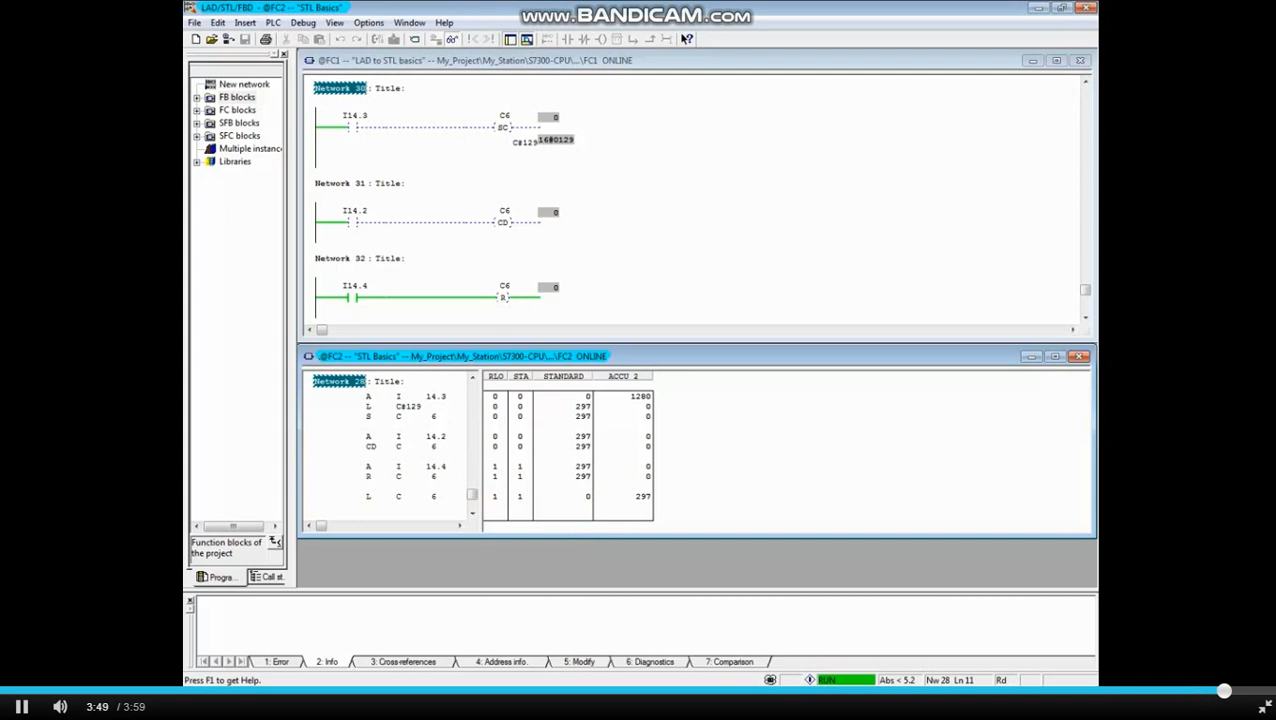 LAD/STL/FBD - @FC2 -- "STL Basics"
www.BANDICAM.com
File Edit Insert PLC Debug View Options Window Help
@FC1 -- "LAD to STL basics" -- My_Project\My_Station\S7300-CPU\...\FC1 ONLINE
New network
FB blocks
FC blocks
SFB blocks
SFC blocks
Multiple instanc
Libraries
Network 30 : Title:
I14.3 C6 0
SC
C#129 16#0129
Network 31 : Title:
I14.2 C6 0
CD
Network 32 : Title:
I14.4 C6 0
R
@FC2 -- "STL Basics" -- My_Project\My_Station\S7300-CPU\...\FC2 ONLINE
Network 28 : Title:
RLO STA STANDARD ACCU 2
A I 14.3 0 0 0 1280
L C#129 0 0 297 0
S C 6 0 0 297 0
A I 14.2 0 0 297 0
CD C 6 0 0 297 0
A I 14.4 1 1 297 0
R C 6 1 1 297 0
L C 6 1 1 0 297
Function blocks of
the project
Progra... Call st.
1: Error 2: Info 3: Cross-references 4: Address info. 5: Modify 6: Diagnostics 7: Comparison
Press F1 to get Help. RUN Abs < 5.2 Nw 28 Ln 11 Rd
3:49 / 3:59